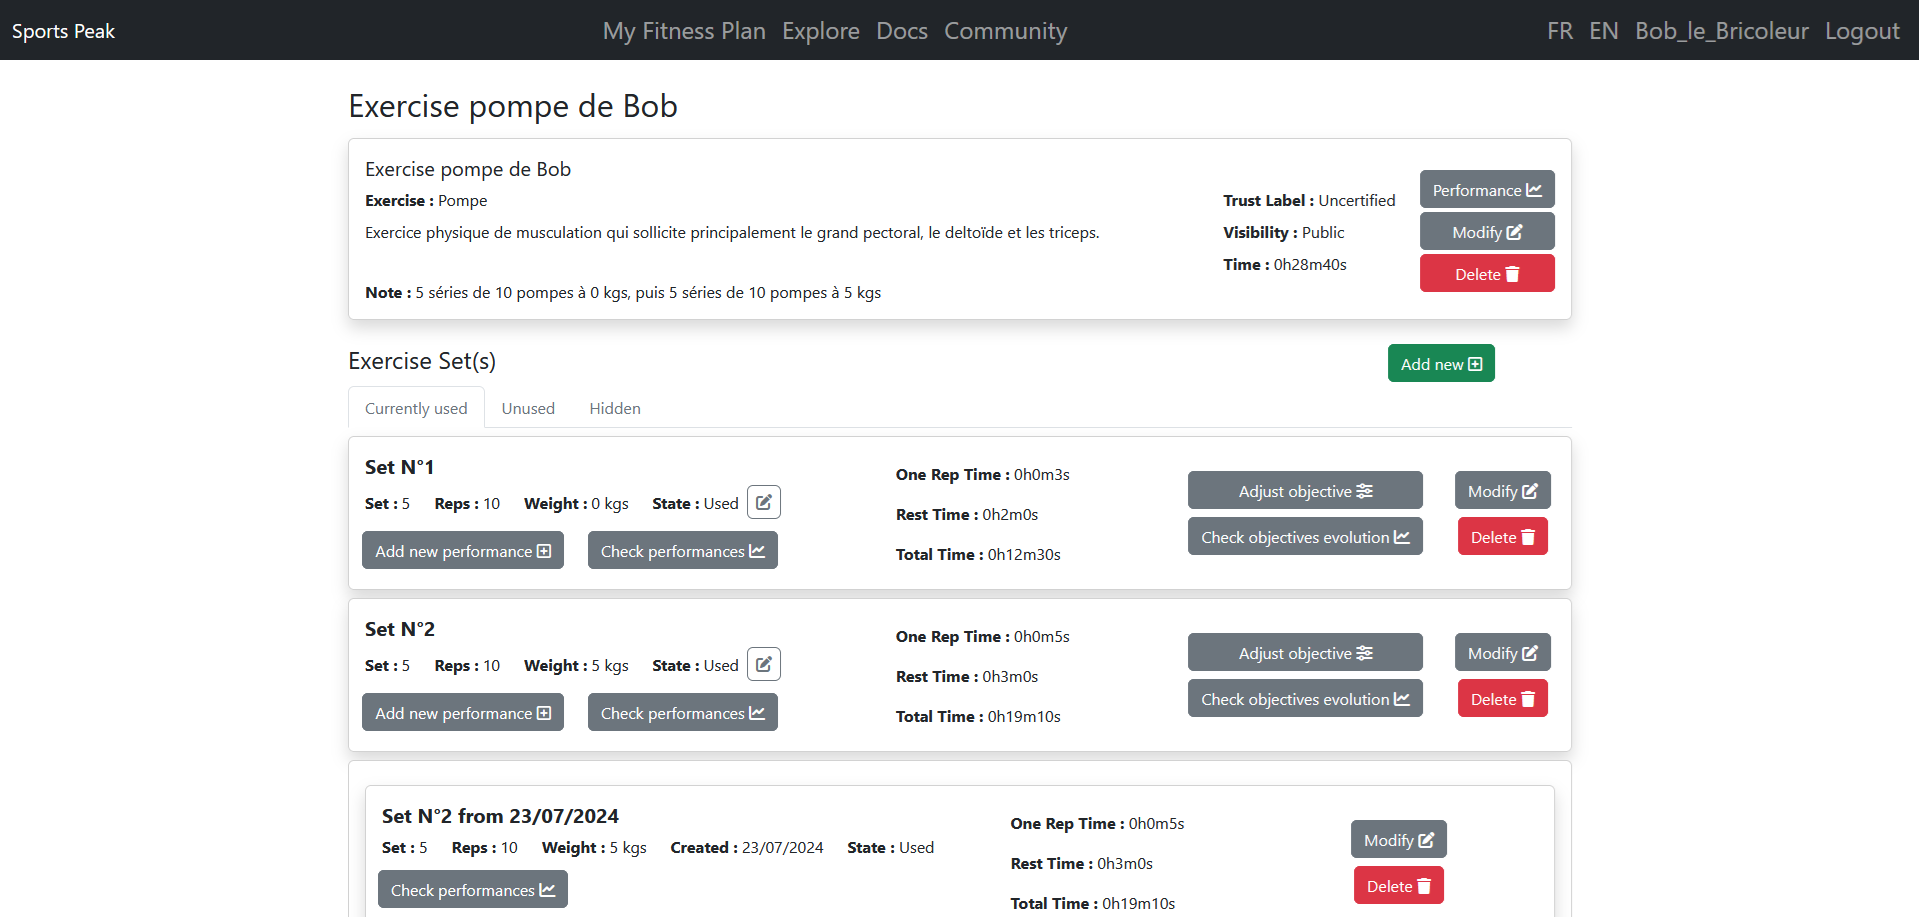 Sports Peak My Fitness Plan Explore Docs Community FR EN Bob_le_Bricoleur Logout
Exercise pompe de Bob
Exercise pompe de Bob
Exercise : Pompe
Exercice physique de musculation qui sollicite principalement le grand pectoral, le deltoïde et les triceps.
Note : 5 séries de 10 pompes à 0 kgs, puis 5 séries de 10 pompes à 5 kgs
Trust Label : Uncertified
Visibility : Public
Time : 0h28m40s
Performance
Modify
Delete
Exercise Set(s)
Add new
Currently used Unused Hidden
Set N°1
Set : 5 Reps : 10 Weight : 0 kgs State : Used
Add new performance Check performances
One Rep Time : 0h0m3s
Rest Time : 0h2m0s
Total Time : 0h12m30s
Adjust objective
Check objectives evolution
Modify
Delete
Set N°2
Set : 5 Reps : 10 Weight : 5 kgs State : Used
Add new performance Check performances
One Rep Time : 0h0m5s
Rest Time : 0h3m0s
Total Time : 0h19m10s
Adjust objective
Check objectives evolution
Modify
Delete
Set N°2 from 23/07/2024
Set : 5 Reps : 10 Weight : 5 kgs Created : 23/07/2024 State : Used
Check performances
One Rep Time : 0h0m5s
Rest Time : 0h3m0s
Total Time : 0h19m10s
Modify
Delete